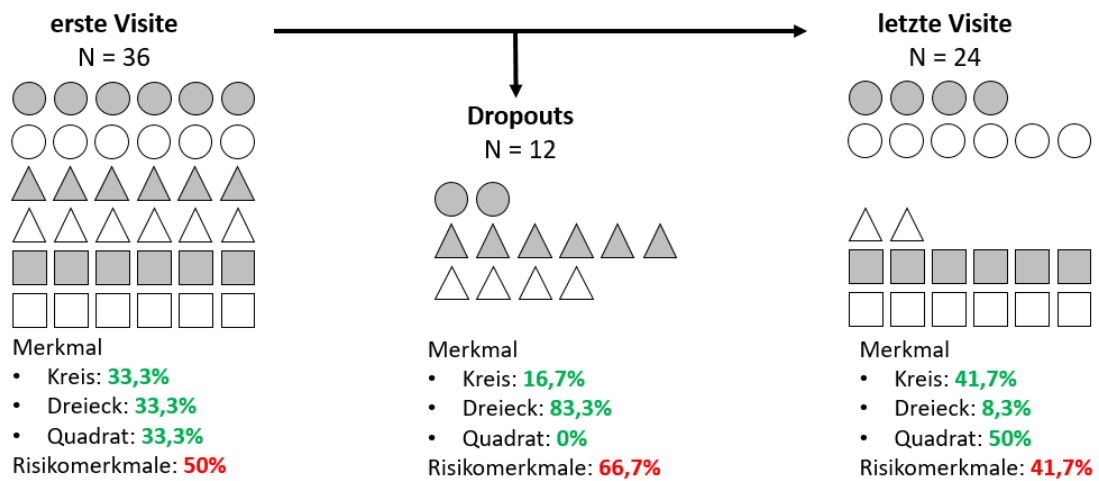 erste Visite
N = 36
Merkmal
• Kreis: 33,3%
• Dreieck: 33,3%
• Quadrat: 33,3%
Risikomerkmale: 50%
Dropouts
N = 12
Merkmal
• Kreis: 16,7%
• Dreieck: 83,3%
• Quadrat: 0%
Risikomerkmale: 66,7%
letzte Visite
N = 24
Merkmal
• Kreis: 41,7%
• Dreieck: 8,3%
• Quadrat: 50%
Risikomerkmale: 41,7%